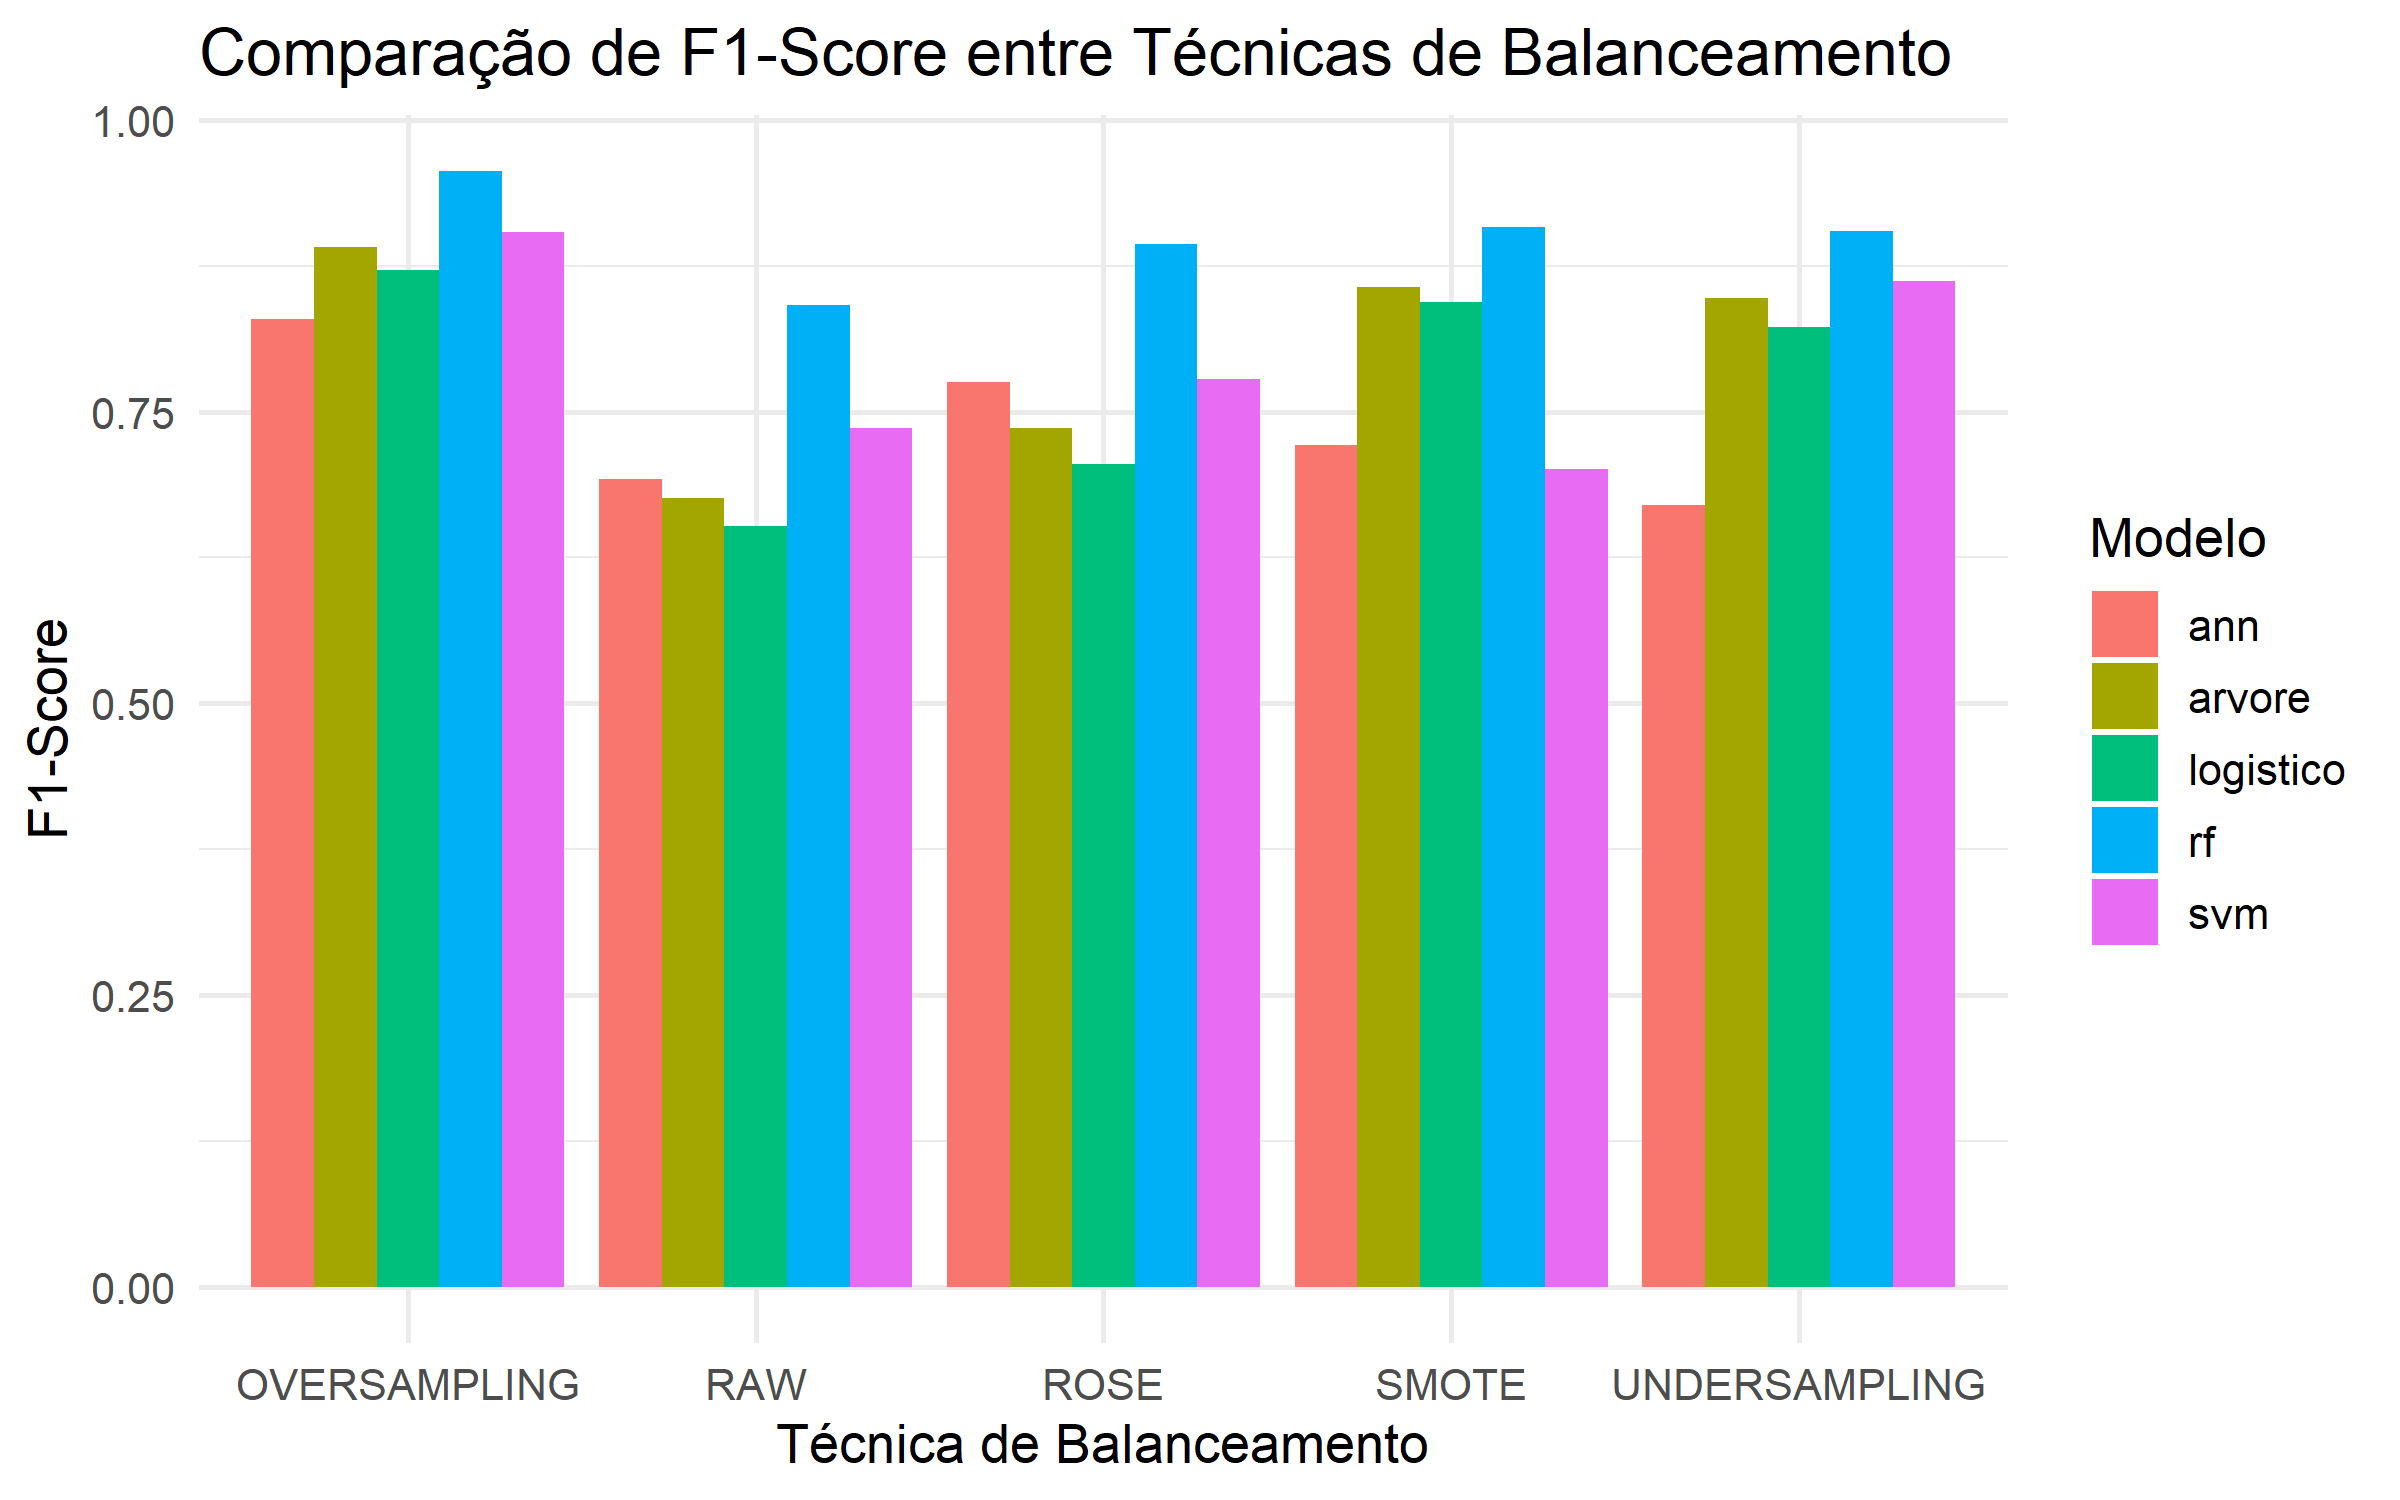 Comparação de F1-Score entre Técnicas de Balanceamento
1.00
0.75
0.50
0.25
0.00
F1-Score
OVERSAMPLING
RAW
ROSE
SMOTE
UNDERSAMPLING
Técnica de Balanceamento
Modelo
ann
arvore
logistico
rf
svm